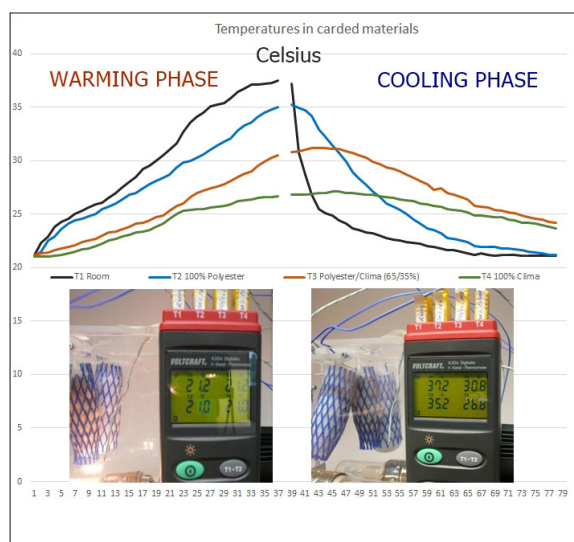 Temperatures in carded materials
Celsius
WARMING PHASE COOLING PHASE
40
35
30
25
20
T1 Room T2 100% Polyester T3 Polyester/Clima (65/35%) T4 100% Clima
15
10
5
0
T1 T2 T3 T4
VOLTCRAFT
21.2
21.0
T1-T2
T1 T2 T3 T4
VOLTCRAFT
37.2 30.8
35.2 26.8
T1-T2
1 3 5 7 9 11 13 15 17 19 21 23 25 27 29 31 33 35 37 39 41 43 45 47 49 51 53 55 57 59 61 63 65 67 69 71 73 75 77 79